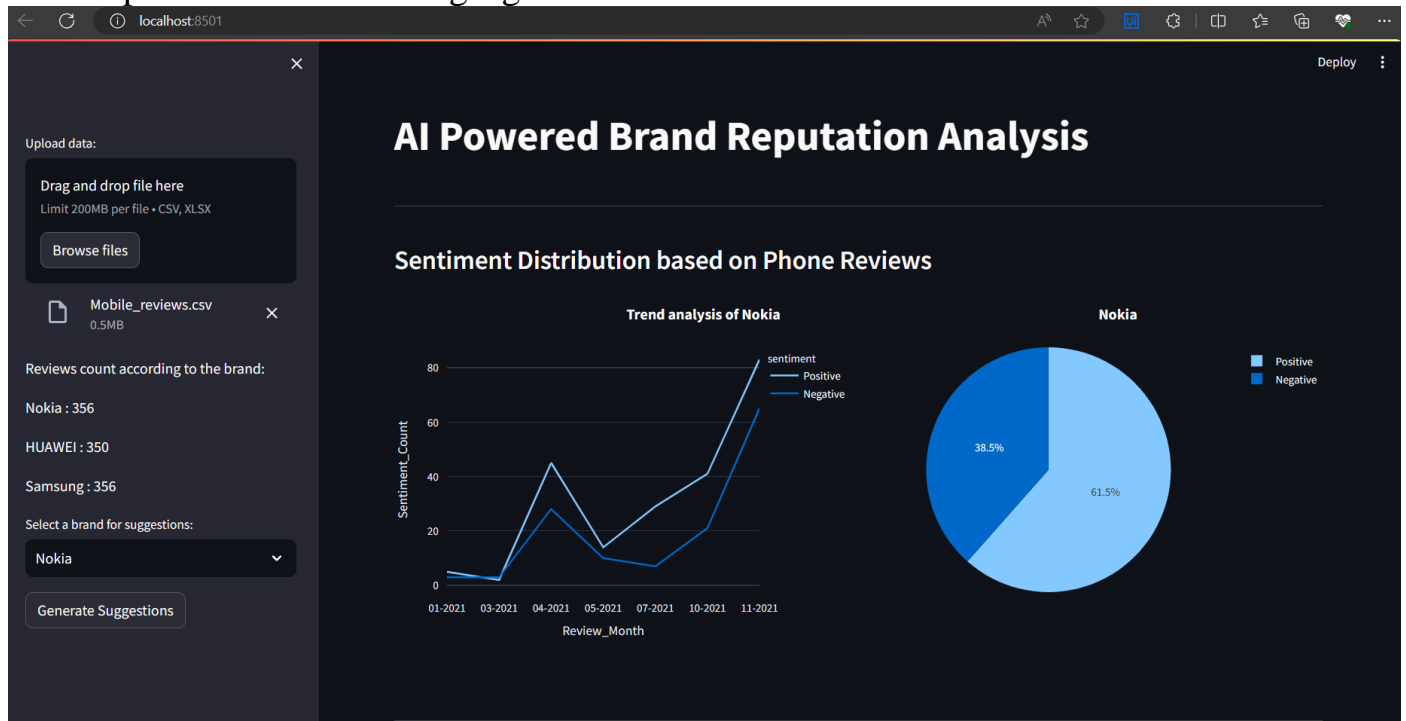 localhost:8501
Deploy
Upload data:
Drag and drop file here
Limit 200MB per file • CSV, XLSX
Browse files
Mobile_reviews.csv
0.5MB
Reviews count according to the brand:
Nokia : 356
HUAWEI : 350
Samsung : 356
Select a brand for suggestions:
Nokia
Generate Suggestions
AI Powered Brand Reputation Analysis
Sentiment Distribution based on Phone Reviews
Trend analysis of Nokia
sentiment
Positive
Negative
Sentiment_Count
80
60
40
20
0
01-2021 03-2021 04-2021 05-2021 07-2021 10-2021 11-2021
Review_Month
Nokia
Positive
Negative
38.5%
61.5%